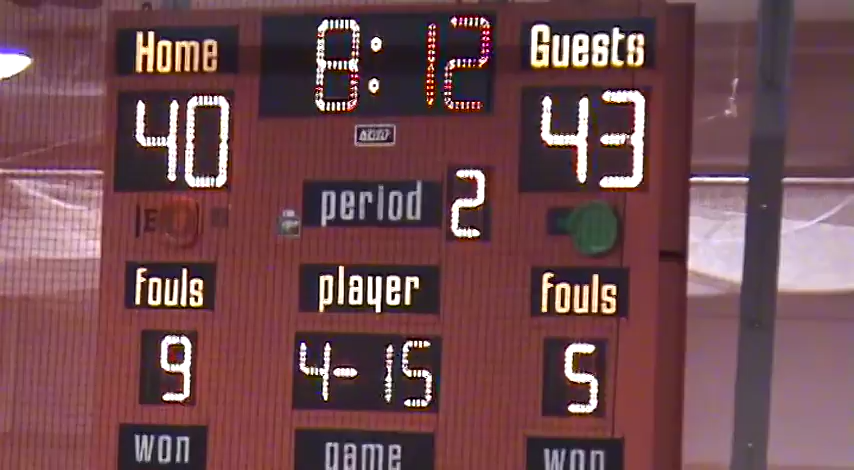 Home 8:12 Guests
40 43
period 2
fouls player fouls
9 4-15 5
won game won